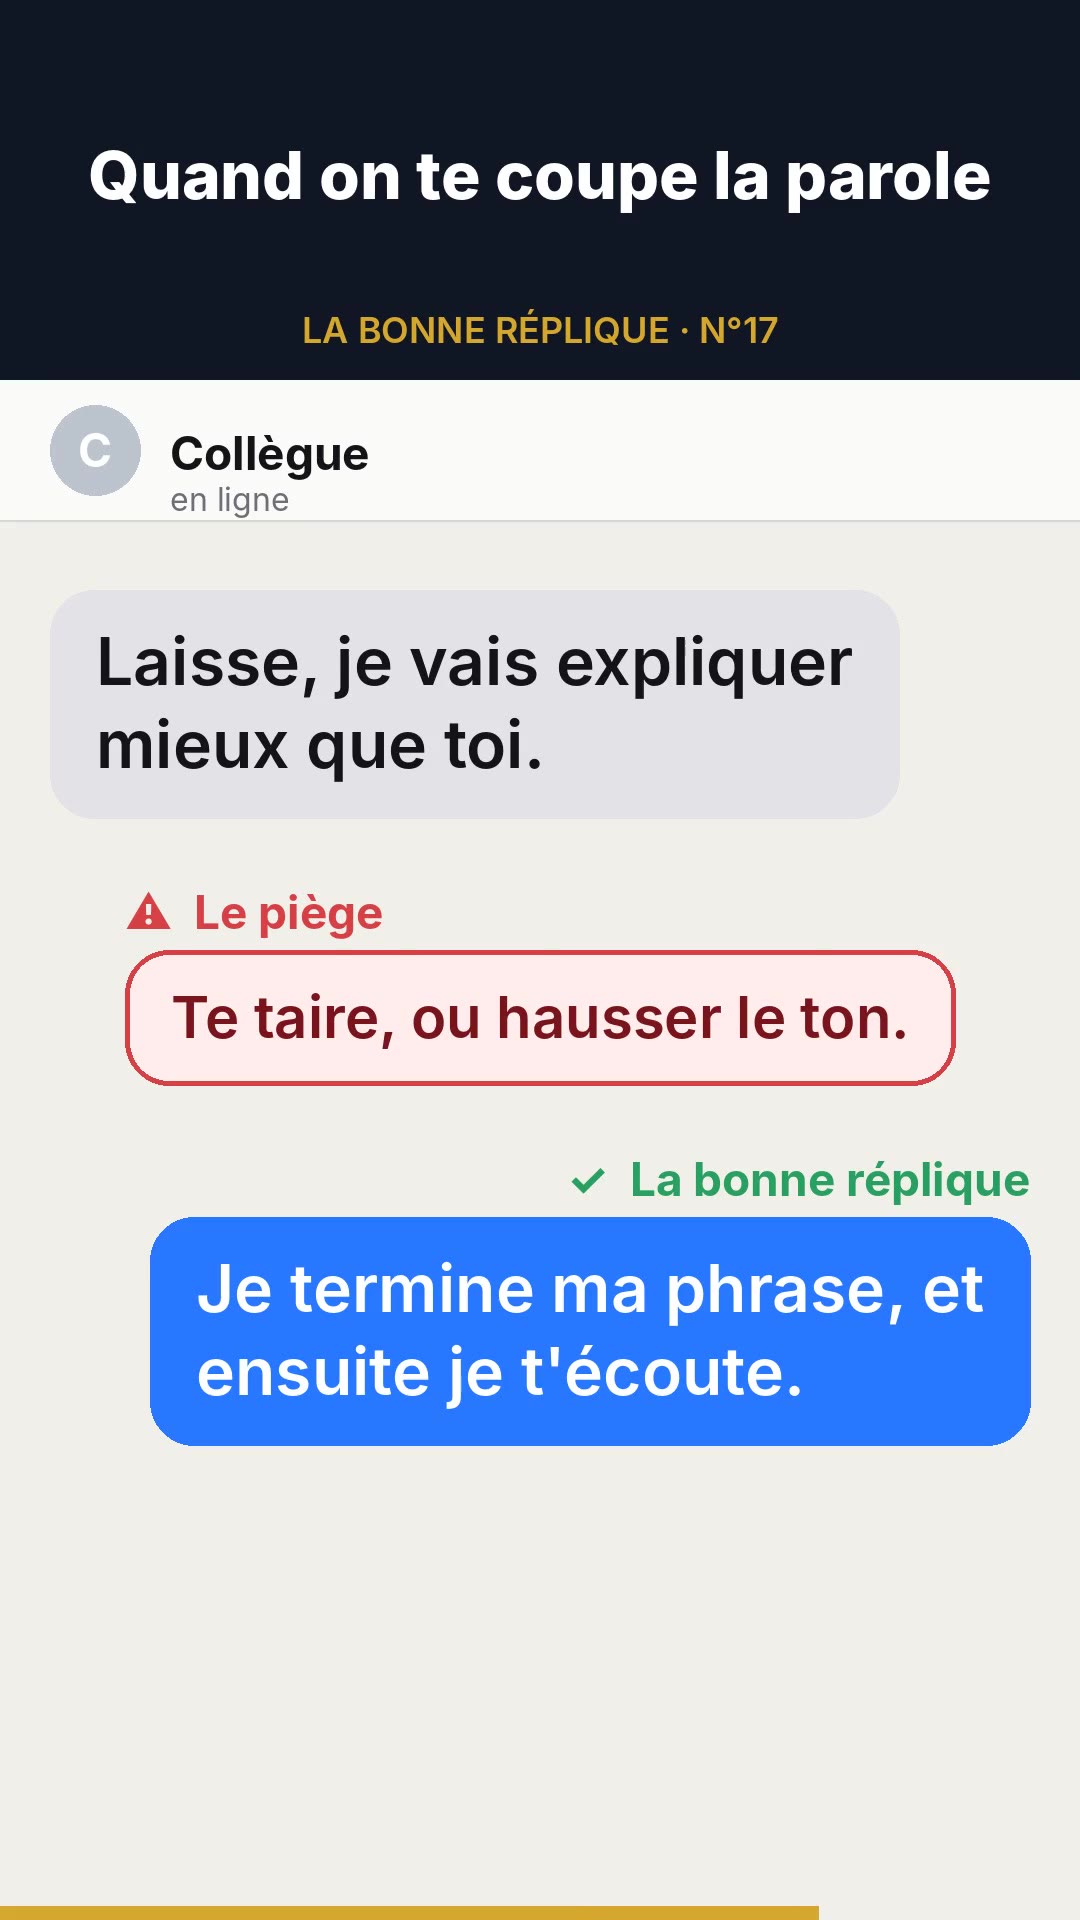 Quand on te coupe la parole
LA BONNE RÉPLIQUE · N°17
C
Collègue
en ligne
Laisse, je vais expliquer
mieux que toi.
Le piège
Te taire, ou hausser le ton.
La bonne réplique
Je termine ma phrase, et
ensuite je t'écoute.